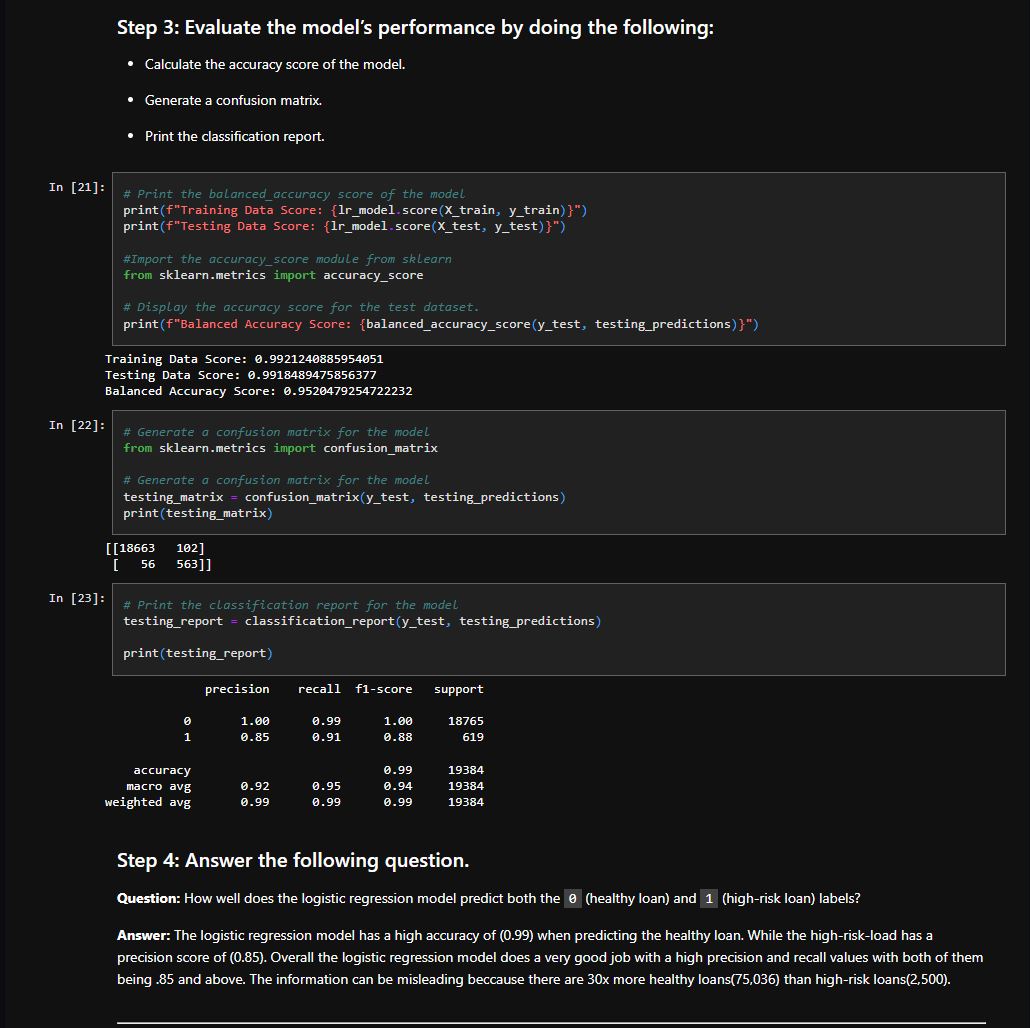 Step 3: Evaluate the model's performance by doing the following:
• Calculate the accuracy score of the model.
• Generate a confusion matrix.
• Print the classification report.
In [21]:
# Print the balanced_accuracy score of the model
print(f"Training Data Score: {lr_model.score(X_train, y_train)}")
print(f"Testing Data Score: {lr_model.score(X_test, y_test)}")
#Import the accuracy_score module from sklearn
from sklearn.metrics import accuracy_score
# Display the accuracy score for the test dataset.
print(f"Balanced Accuracy Score: {balanced_accuracy_score(y_test, testing_predictions)}")
Training Data Score: 0.9921240885954051
Testing Data Score: 0.9918489475856377
Balanced Accuracy Score: 0.9520479254722232
In [22]:
# Generate a confusion matrix for the model
from sklearn.metrics import confusion_matrix
# Generate a confusion matrix for the model
testing_matrix = confusion_matrix(y_test, testing_predictions)
print(testing_matrix)
[[18663 102]
[ 56 563]]
In [23]:
# Print the classification report for the model
testing_report = classification_report(y_test, testing_predictions)
print(testing_report)
precision recall f1-score support
0 1.00 0.99 1.00 18765
1 0.85 0.91 0.88 619
accuracy 0.99 19384
macro avg 0.92 0.95 0.94 19384
weighted avg 0.99 0.99 0.99 19384
Step 4: Answer the following question.
Question: How well does the logistic regression model predict both the 0 (healthy loan) and 1 (high-risk loan) labels?
Answer: The logistic regression model has a high accuracy of (0.99) when predicting the healthy loan. While the high-risk-load has a
precision score of (0.85). Overall the logistic regression model does a very good job with a high precision and recall values with both of them
being .85 and above. The information can be misleading beccause there are 30x more healthy loans(75,036) than high-risk loans(2,500).